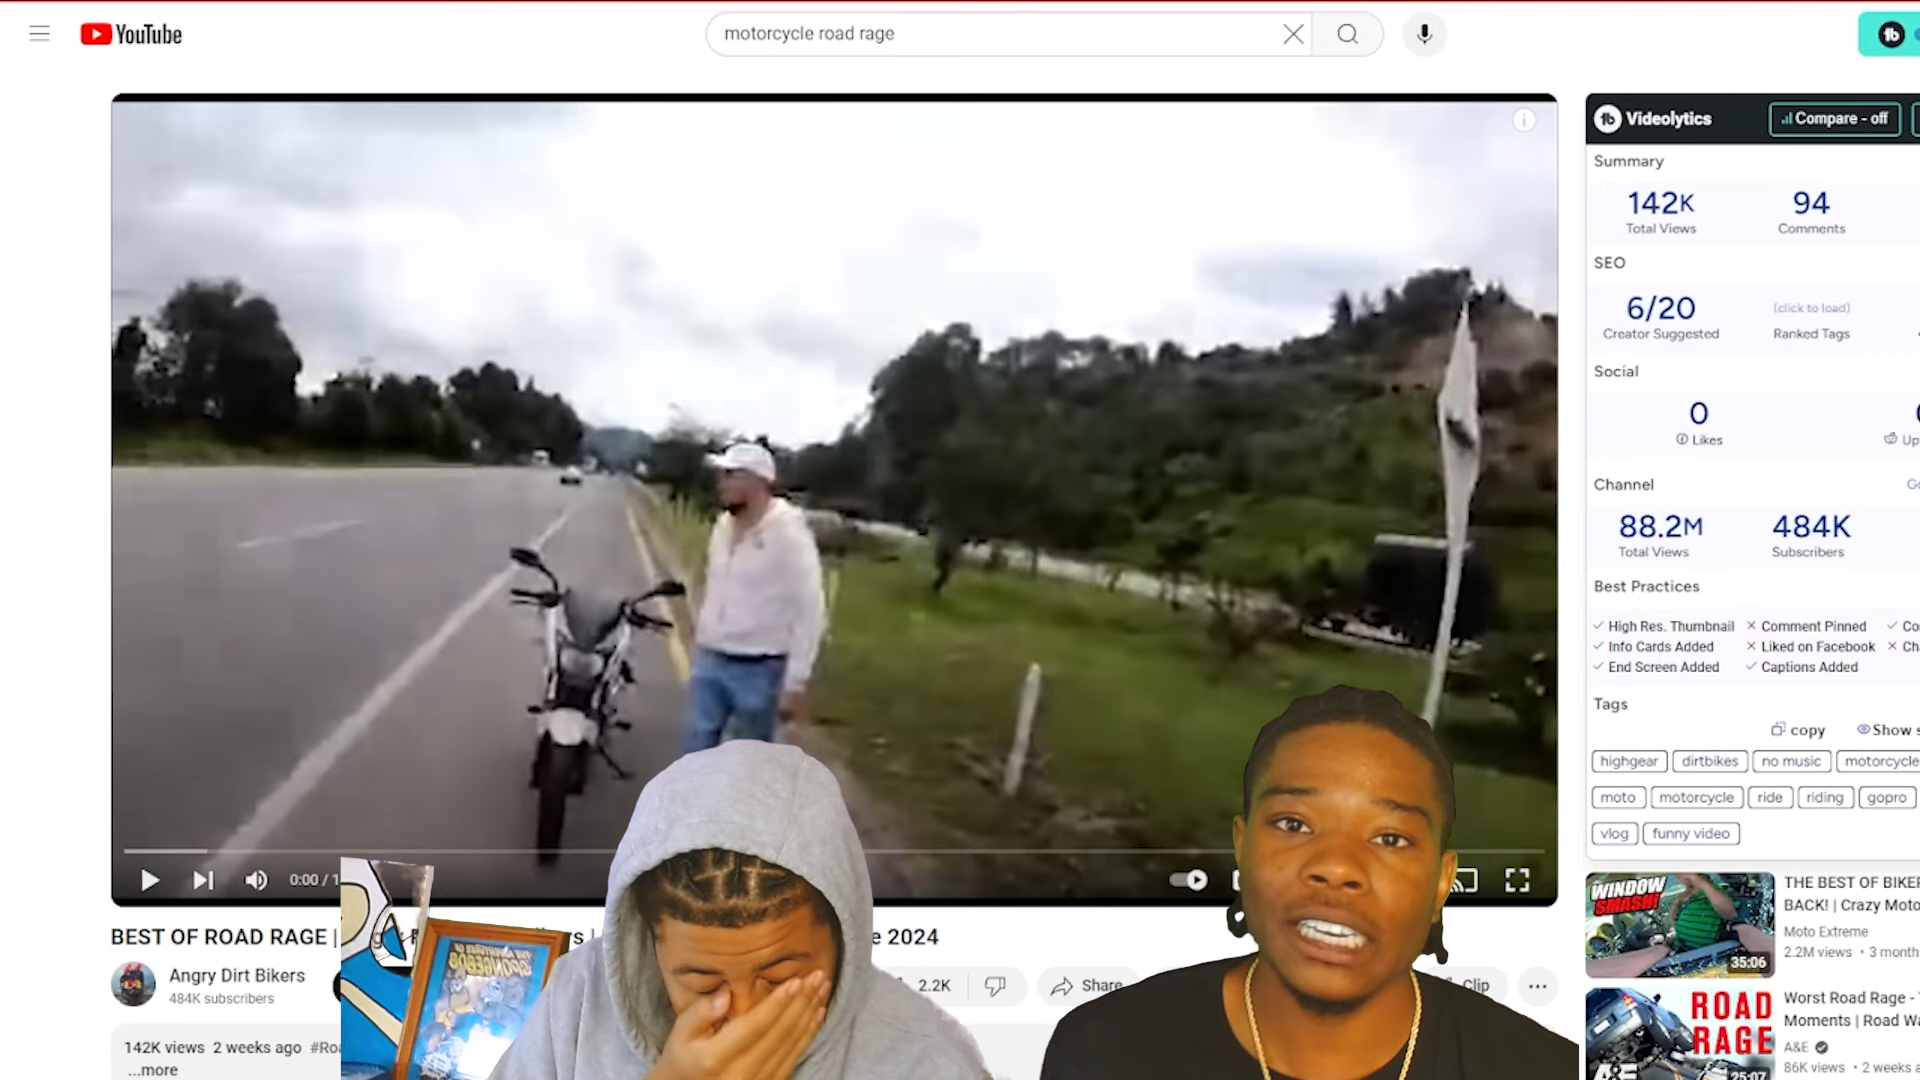 YouTube
motorcycle road rage
Videolytics
Compare - off
Summary
142K
Total Views
94
Comments
SEO
6/20
Creator Suggested
(click to load)
Ranked Tags
Social
0
Likes
Channel
88.2M
Total Views
484K
Subscribers
Best Practices
High Res. Thumbnail
Comment Pinned
Info Cards Added
Liked on Facebook
End Screen Added
Captions Added
Tags
copy
Show
highgear
dirtbikes
no music
motorcycle
moto
motorcycle
ride
riding
gopro
vlog
funny video
0:00 / 1
BEST OF ROAD RAGE |
2024
Angry Dirt Bikers
484K subscribers
2.2K
Share
Clip
142K views 2 weeks ago
...more
WINDOW
SMASH!
35:06
THE BEST OF BIKER
BACK! | Crazy Moto
Moto Extreme
2.2M views • 3 month
ROAD
RAGE
A&E
25:07
Worst Road Rage -
Moments | Road Wa
A&E
86K views • 2 weeks a